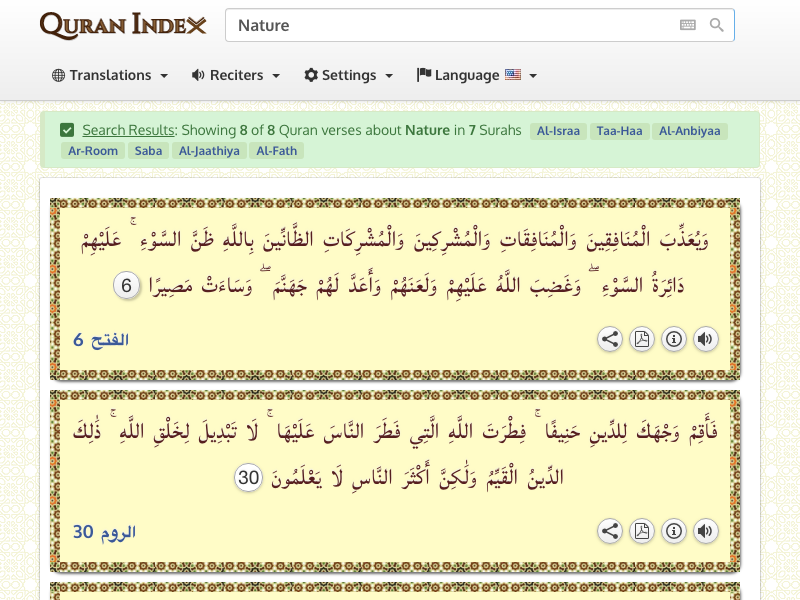 QURAN INDEX
Nature
Translations
Reciters
Settings
Language
Search Results: Showing 8 of 8 Quran verses about Nature in 7 Surahs Al-Israa Taa-Haa Al-Anbiyaa
Ar-Room Saba Al-Jaathiya Al-Fath
وَيُعَذِّبَ الْمُنَافِقِينَ وَالْمُنَافِقَاتِ وَالْمُشْرِكِينَ وَالْمُشْرِكَاتِ الظَّانِّينَ بِاللَّهِ ظَنَّ السَّوْءِ ۚ عَلَيْهِمْ
دَائِرَةُ السَّوْءِ ۖ وَغَضِبَ اللَّهُ عَلَيْهِمْ وَلَعَنَهُمْ وَأَعَدَّ لَهُمْ جَهَنَّمَ ۖ وَسَاءَتْ مَصِيرًا 6
الفتح 6
فَأَقِمْ وَجْهَكَ لِلدِّينِ حَنِيفًا ۚ فِطْرَتَ اللَّهِ الَّتِي فَطَرَ النَّاسَ عَلَيْهَا ۚ لَا تَبْدِيلَ لِخَلْقِ اللَّهِ ۚ ذَٰلِكَ
الدِّينُ الْقَيِّمُ وَلَٰكِنَّ أَكْثَرَ النَّاسِ لَا يَعْلَمُونَ 30
الروم 30